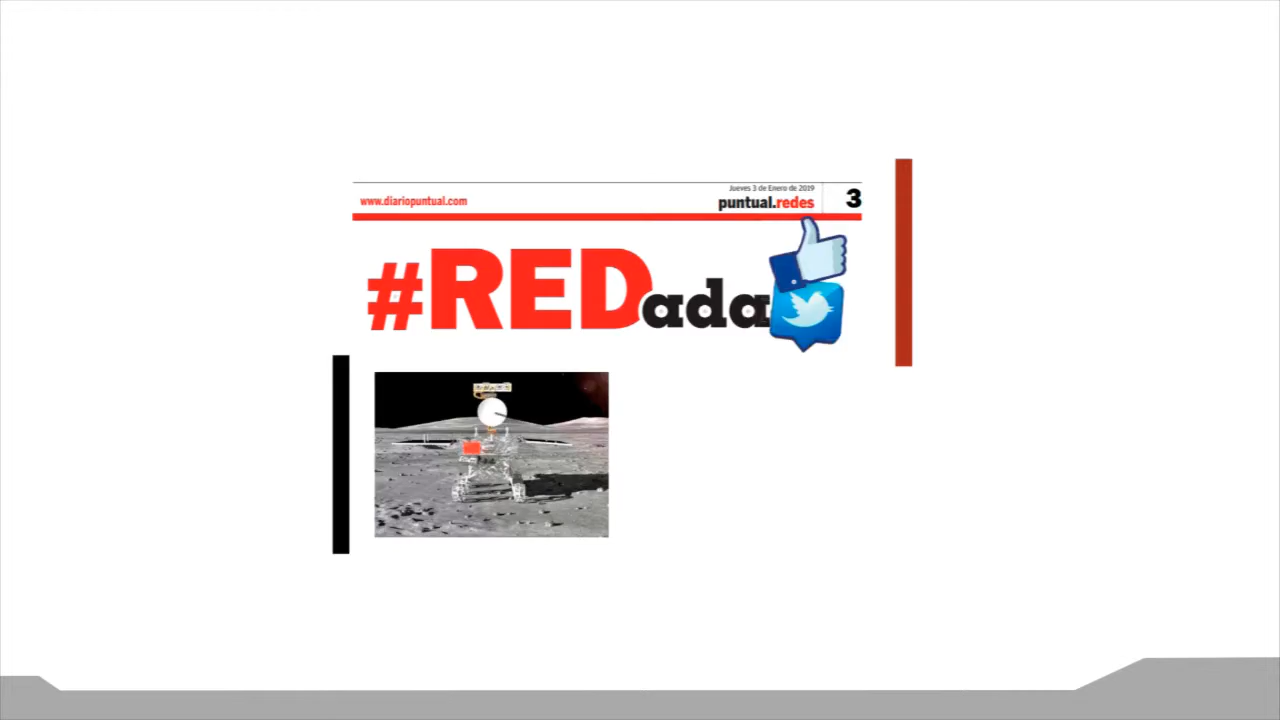 Jueves 3 de Enero de 2019
www.diariopuntual.com
puntual.redes
3
#REDada